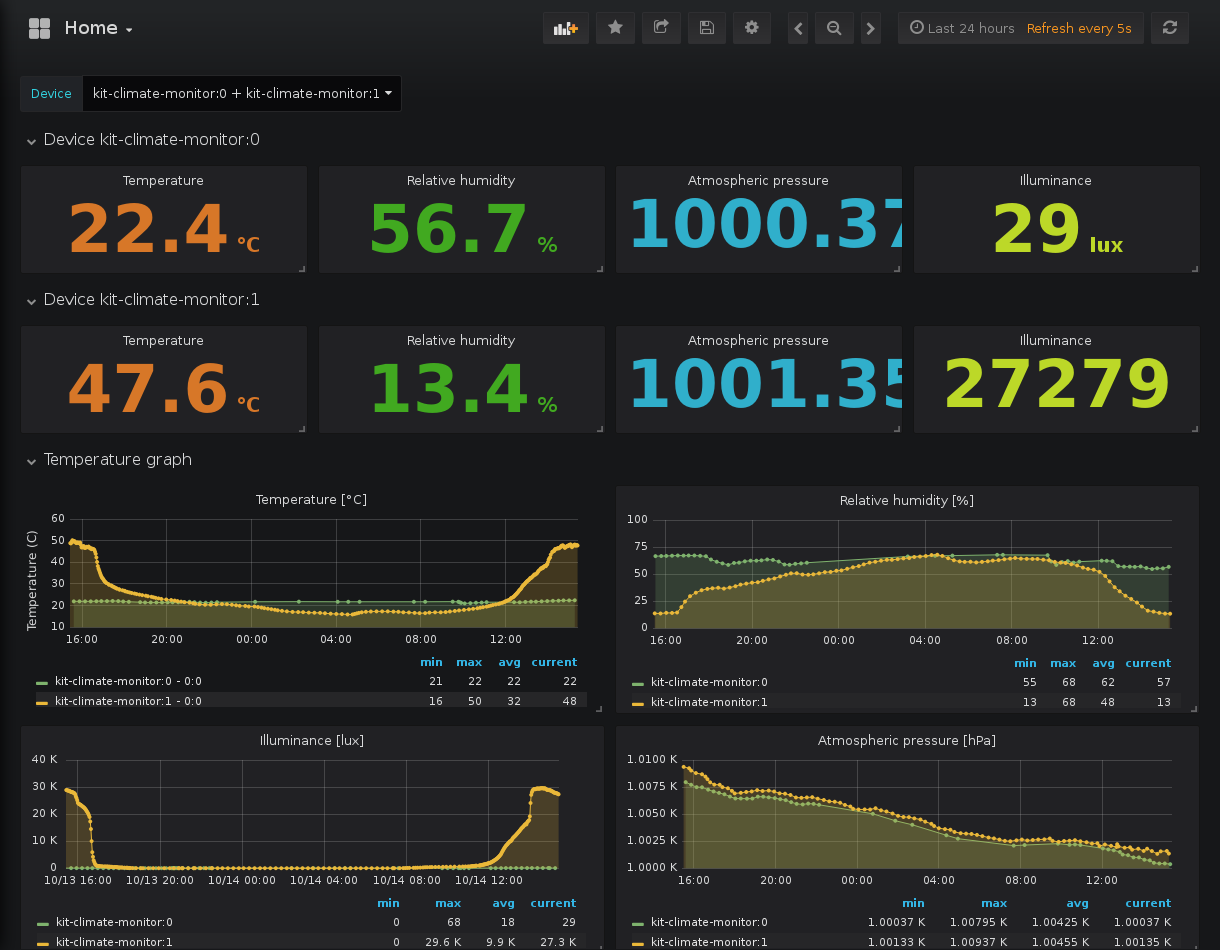 Home
Last 24 hours Refresh every 5s
Device kit-climate-monitor:0 + kit-climate-monitor:1
Device kit-climate-monitor:0
Temperature Relative humidity Atmospheric pressure Illuminance
22.4 °C 56.7 % 1000.37 29 lux
Device kit-climate-monitor:1
Temperature Relative humidity Atmospheric pressure Illuminance
47.6 °C 13.4 % 1001.35 27279
Temperature graph
Temperature [°C]
Temperature (C)
60
50
40
30
20
10
16:00 20:00 00:00 04:00 08:00 12:00
min max avg current
kit-climate-monitor:0 - 0:0 21 22 22 22
kit-climate-monitor:1 - 0:0 16 50 32 48
Relative humidity [%]
100
75
50
25
0
16:00 20:00 00:00 04:00 08:00 12:00
min max avg current
kit-climate-monitor:0 55 68 62 57
kit-climate-monitor:1 13 68 48 13
Illuminance [lux]
40 K
30 K
20 K
10 K
0
10/13 16:00 10/13 20:00 10/14 00:00 10/14 04:00 10/14 08:00 10/14 12:00
min max avg current
kit-climate-monitor:0 0 68 18 29
kit-climate-monitor:1 0 29.6 K 9.9 K 27.3 K
Atmospheric pressure [hPa]
1.0100 K
1.0075 K
1.0050 K
1.0025 K
1.0000 K
16:00 20:00 00:00 04:00 08:00 12:00
min max avg current
kit-climate-monitor:0 1.00037 K 1.00795 K 1.00425 K 1.00037 K
kit-climate-monitor:1 1.00133 K 1.00937 K 1.00455 K 1.00135 K